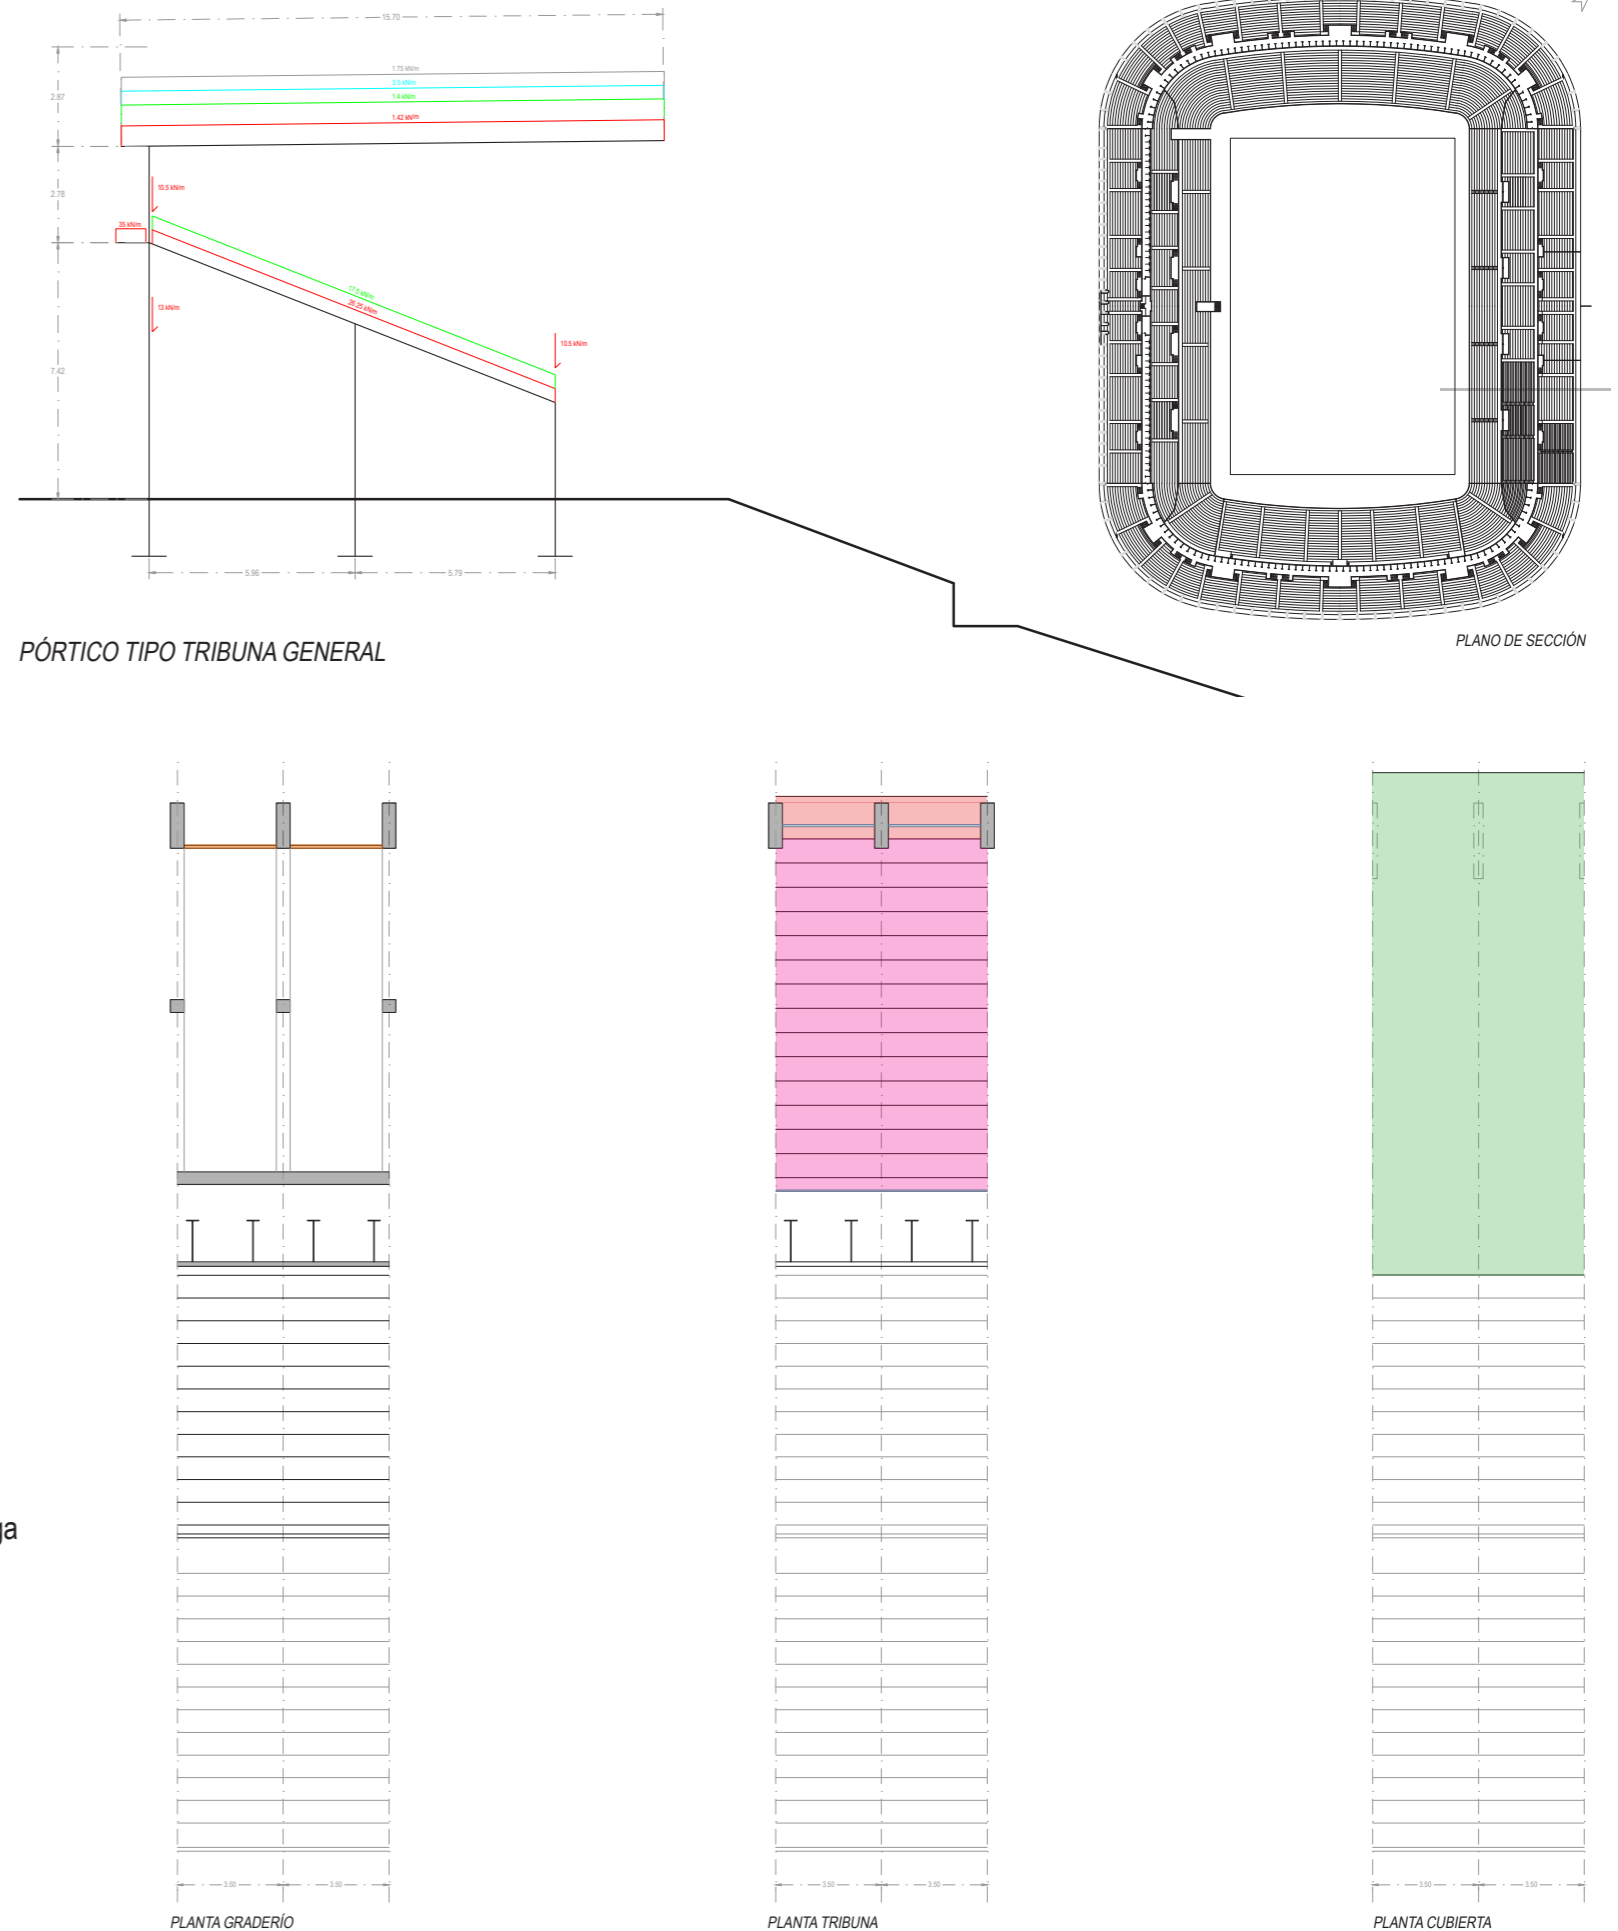 15.70
1.75 kN/m
3.5 kN/m
1.4 kN/m
1.42 kN/m
2.87
2.78
7.42
10.5 kN/m
35 kN/m
17.5 kN/m
26.25 kN/m
13 kN/m
10.5 kN/m
5.96
5.79
PÓRTICO TIPO TRIBUNA GENERAL
PLANO DE SECCIÓN
ga
3.50
3.50
3.50
3.50
3.50
3.50
PLANTA GRADERÍO
PLANTA TRIBUNA
PLANTA CUBIERTA